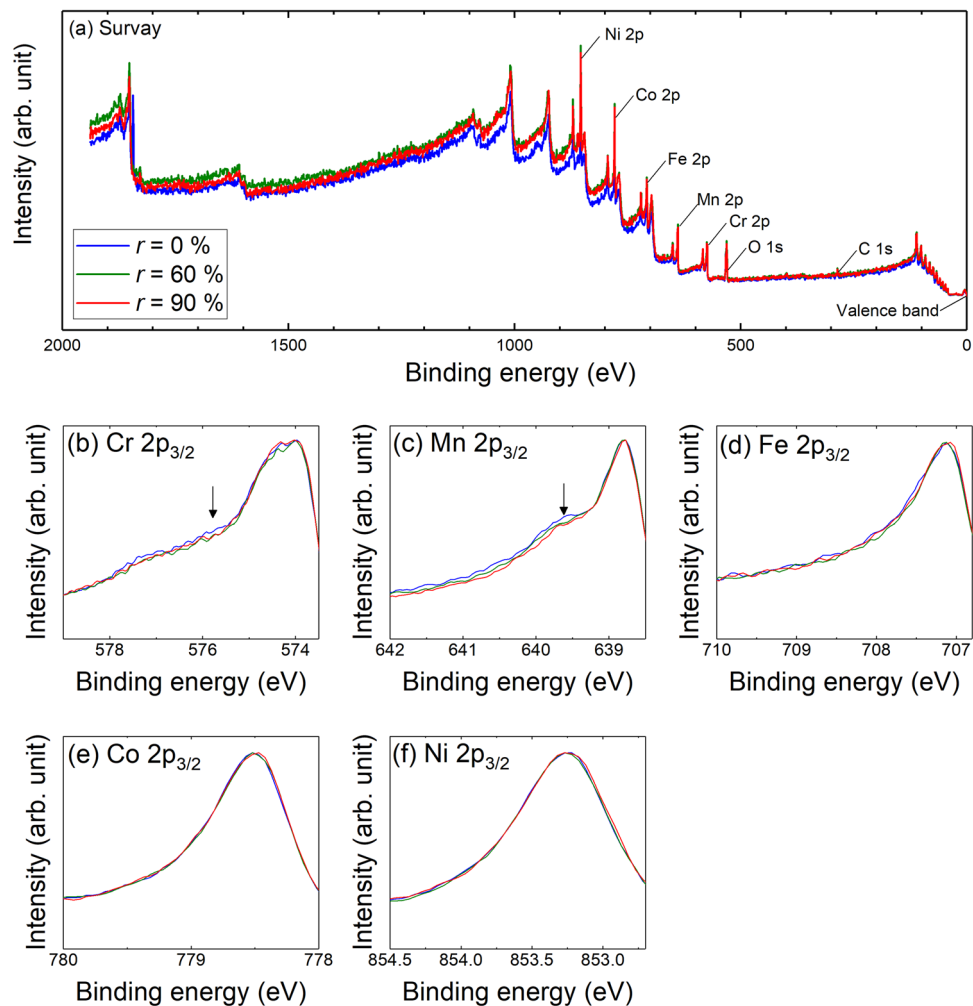 (a) Survay
Ni 2p
Co 2p
Fe 2p
Mn 2p
Cr 2p
O 1s
C 1s
Valence band
r = 0 %
r = 60 %
r = 90 %
Intensity (arb. unit)
2000 1500 1000 500 0
Binding energy (eV)
(b) Cr 2p3/2
Intensity (arb. unit)
578 576 574
Binding energy (eV)
(c) Mn 2p3/2
Intensity (arb. unit)
642 641 640 639
Binding energy (eV)
(d) Fe 2p3/2
Intensity (arb. unit)
710 709 708 707
Binding energy (eV)
(e) Co 2p3/2
Intensity (arb. unit)
780 779 778
Binding energy (eV)
(f) Ni 2p3/2
Intensity (arb. unit)
854.5 854.0 853.5 853.0
Binding energy (eV)